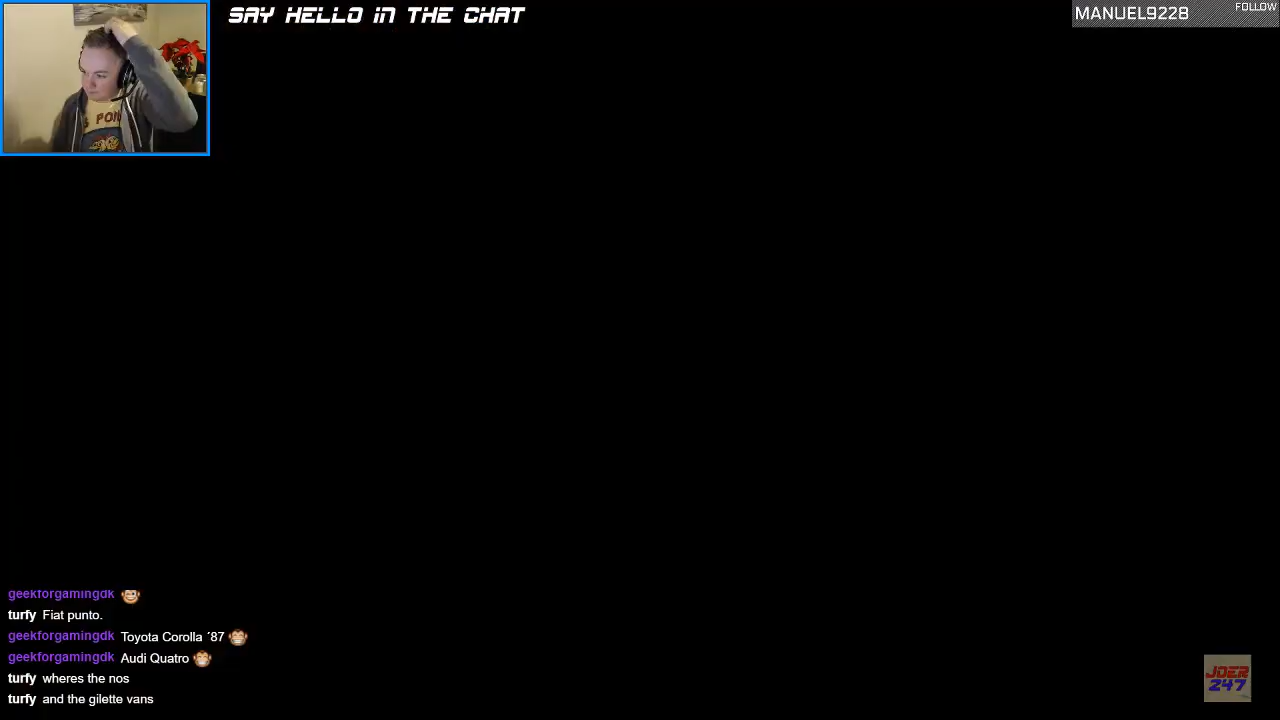 SAY HELLO IN THE CHAT
MANUEL9228
FOLLOW
geekforgamingdk
turfy Fiat punto.
geekforgamingdk Toyota Corolla ´87
geekforgamingdk Audi Quatro
turfy wheres the nos
turfy and the gilette vans
JOER
247